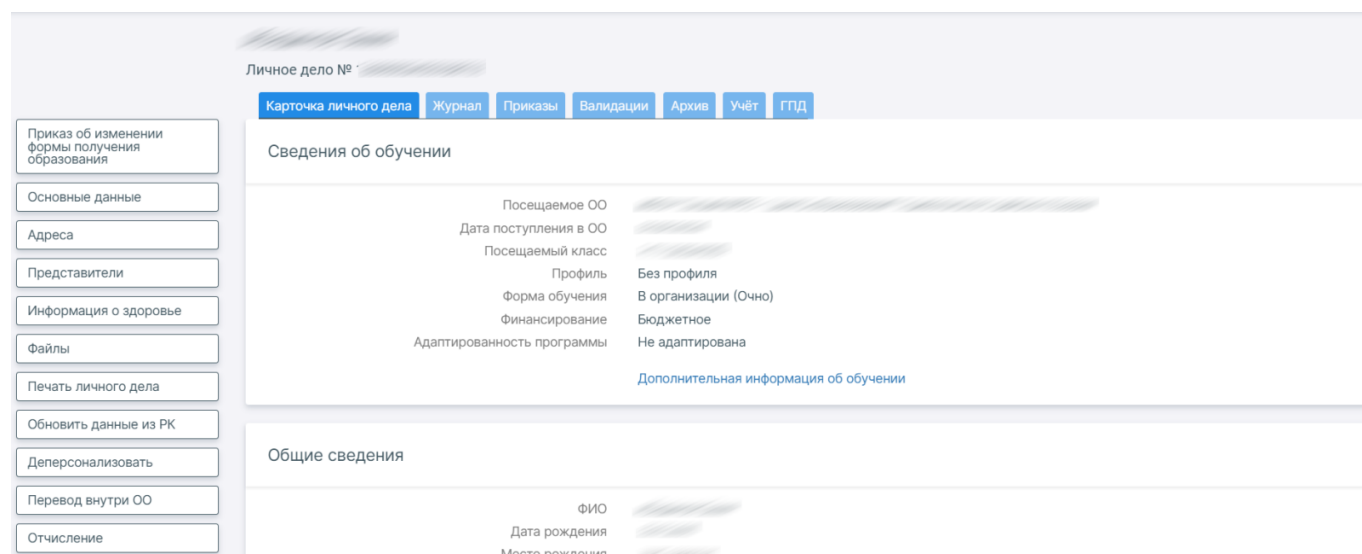 Личное дело №
Карточка личного дела Журнал Приказы Валидации Архив Учёт ГПД
Приказ об изменении
формы получения
образования
Основные данные
Адреса
Представители
Информация о здоровье
Файлы
Печать личного дела
Обновить данные из РК
Деперсонализовать
Перевод внутри ОО
Отчисление
Сведения об обучении
Посещаемое ОО
Дата поступления в ОО
Посещаемый класс
Профиль Без профиля
Форма обучения В организации (Очно)
Финансирование Бюджетное
Адаптированность программы Не адаптирована
Дополнительная информация об обучении
Общие сведения
ФИО
Дата рождения
Место рождения